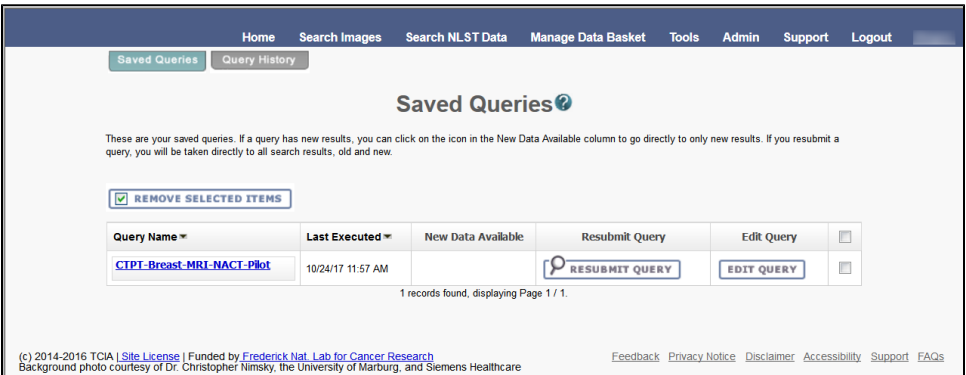 Home Search Images Search NLST Data Manage Data Basket Tools Admin Support Logout
Saved Queries Query History
Saved Queries?
These are your saved queries. If a query has new results, you can click on the icon in the New Data Available column to go directly to only new results. If you resubmit a
query, you will be taken directly to all search results, old and new.
REMOVE SELECTED ITEMS
Query Name Last Executed New Data Available Resubmit Query Edit Query
CTPT-Breast-MRI-NACT-Pilot 10/24/17 11:57 AM RESUBMIT QUERY EDIT QUERY
1 records found, displaying Page 1 / 1.
(c) 2014-2016 TCIA | Site License | Funded by Frederick Nat. Lab for Cancer Research Feedback Privacy Notice Disclaimer Accessibility Support FAQs
Background photo courtesy of Dr. Christopher Nimsky, the University of Marburg, and Siemens Healthcare